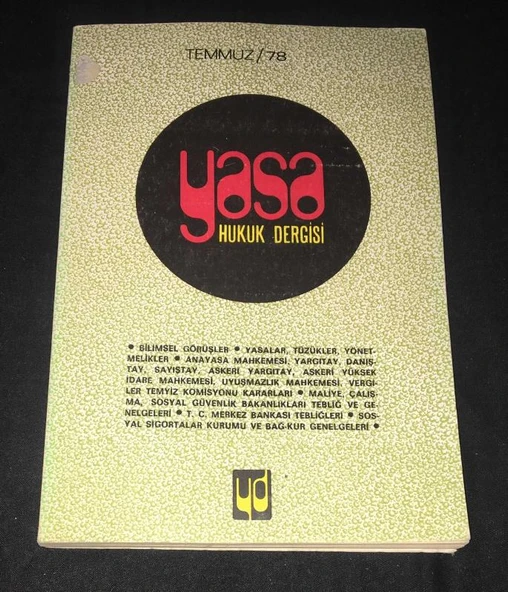 TEMMUZ/78
yasa
HUKUK DERGİSİ
• BİLİMSEL GÖRÜŞLER • YASALAR, TÜZÜKLER, YÖNET-
MELİKLER • ANAYASA MAHKEMESİ, YARGITAY, DANIŞ-
TAY, SAYIŞTAY, ASKERİ YARGITAY, ASKERİ YÜKSEK
İDARE MAHKEMESİ, UYUŞMAZLIK MAHKEMESİ, VERGİ-
LER TEMYİZ KOMİSYONU KARARLARI • MALİYE, ÇALIŞ-
MA, SOSYAL GÜVENLİK BAKANLIKLARI TEBLİĞ VE GE-
NELGELERİ • T. C. MERKEZ BANKASI TEBLİĞLERİ • SOS-
YAL SİGORTALAR KURUMU VE BAĞ-KUR GENELGELERİ •
yd